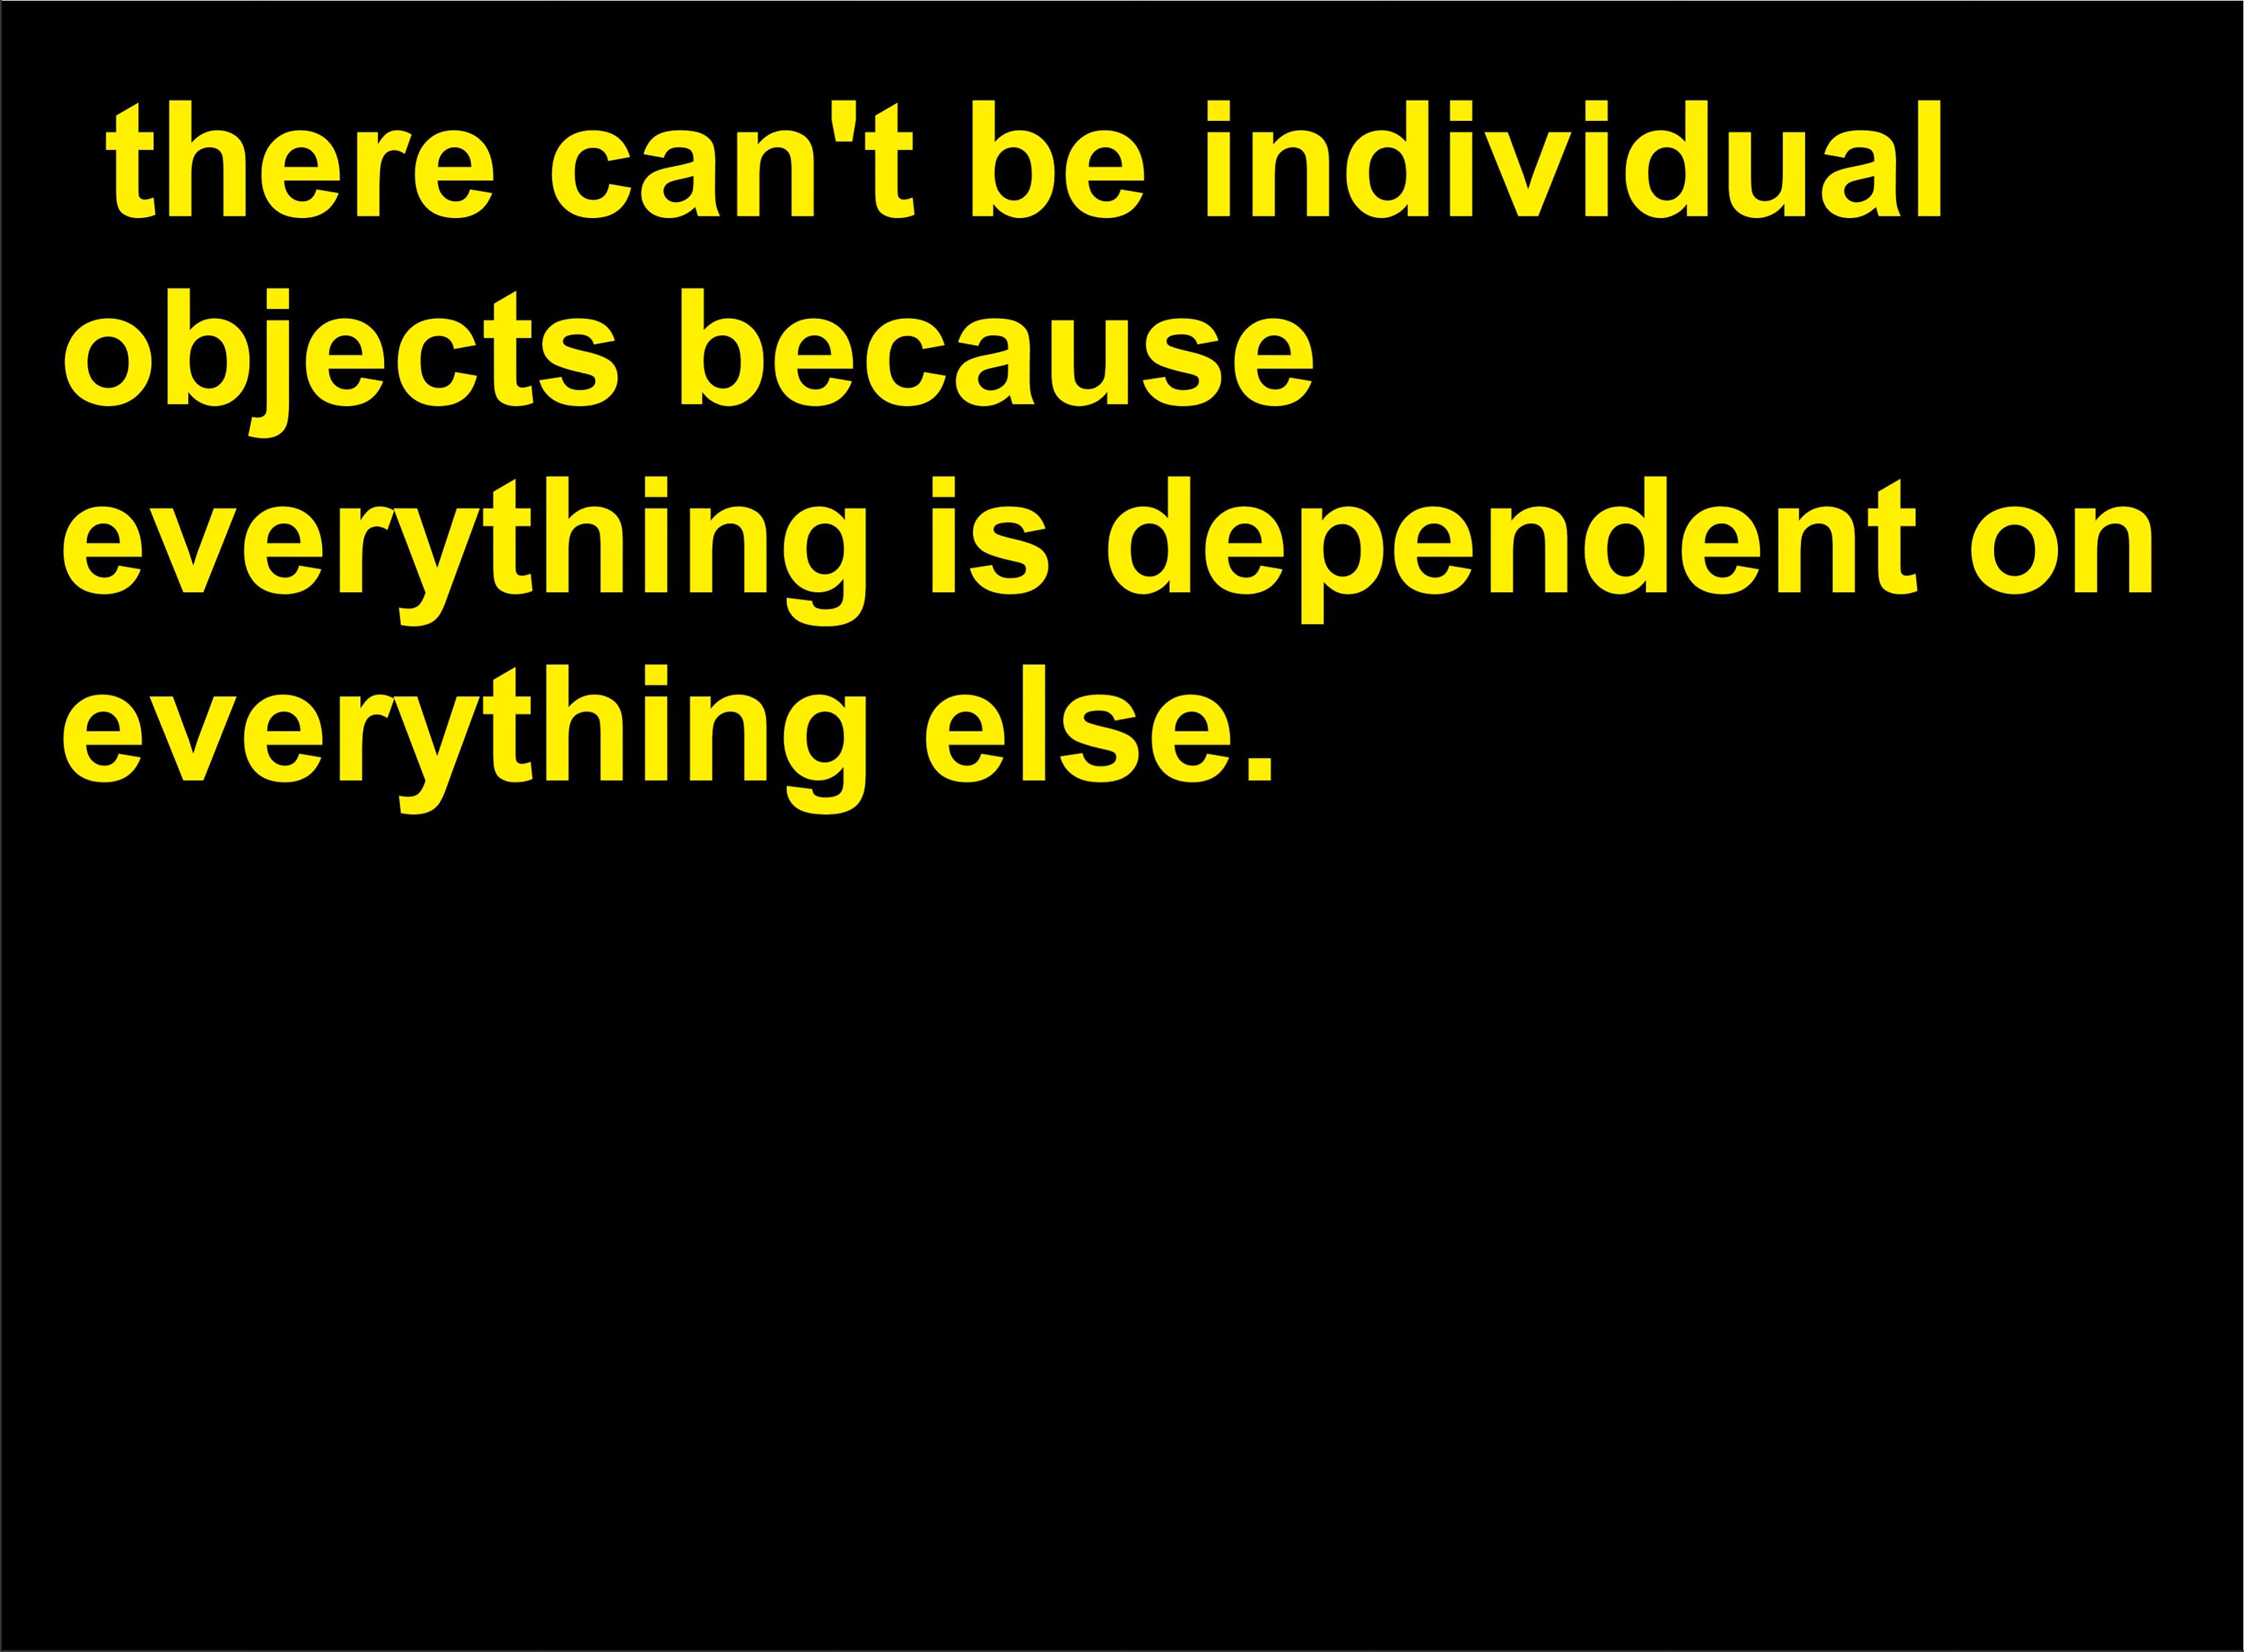 there can't be individual
objects because
everything is dependent on
everything else.